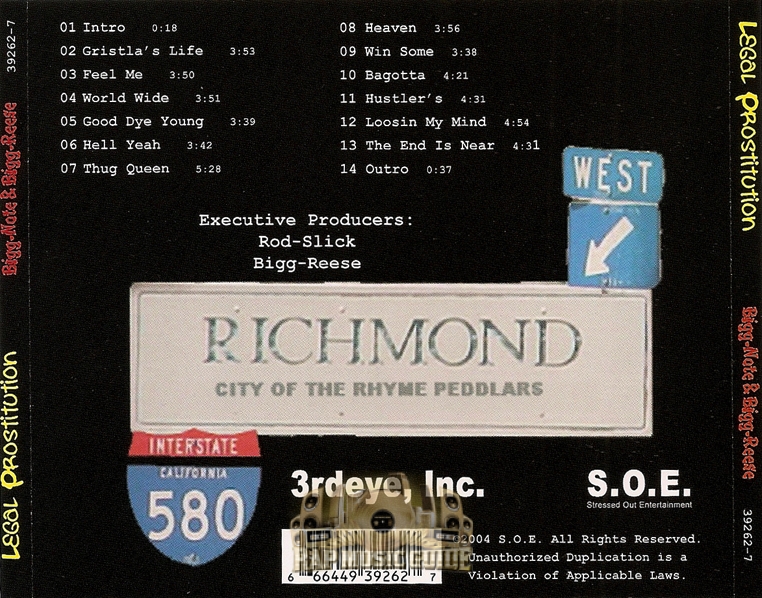 01 Intro 0:18
02 Gristla's Life 3:53
03 Feel Me 3:50
04 World Wide 3:51
05 Good Dye Young 3:39
06 Hell Yeah 3:42
07 Thug Queen 5:28
08 Heaven 3:56
09 Win Some 3:38
10 Bagotta 4:21
11 Hustler's 4:31
12 Loosin My Mind 4:54
13 The End Is Near 4:31
14 Outro 0:37
Executive Producers:
Rod-Slick
Bigg-Reese
WEST
RICHMOND
CITY OF THE RHYME PEDDLARS
INTERSTATE
CALIFORNIA
580
3rdeye, Inc.
S.O.E.
Stressed Out Entertainment
RAP MUSIC GUIDE
©2004 S.O.E. All Rights Reserved.
Unauthorized Duplication is a
Violation of Applicable Laws.
6 66449 39262 7
39262-7
Bigg-Nate & Bigg-Reese
Legal Prostitution
Legal Prostitution
Bigg-Nate & Bigg-Reese
39262-7